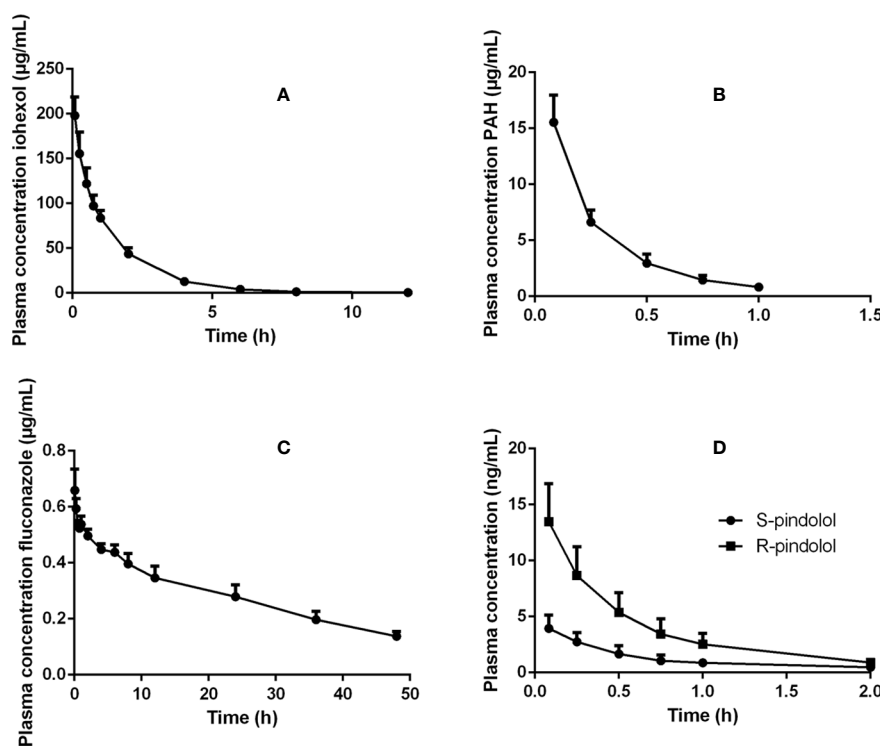 A
Plasma concentration iohexol (µg/mL)
250
200
150
100
50
0
0 5 10
Time (h)
B
Plasma concentration PAH (µg/mL)
20
15
10
5
0
0.0 0.5 1.0 1.5
Time (h)
C
Plasma concentration fluconazole (µg/mL)
0.8
0.6
0.4
0.2
0.0
0 10 20 30 40 50
Time (h)
D
Plasma concentration (ng/mL)
20
15
10
5
0
S-pindolol
R-pindolol
0.0 0.5 1.0 1.5 2.0
Time (h)